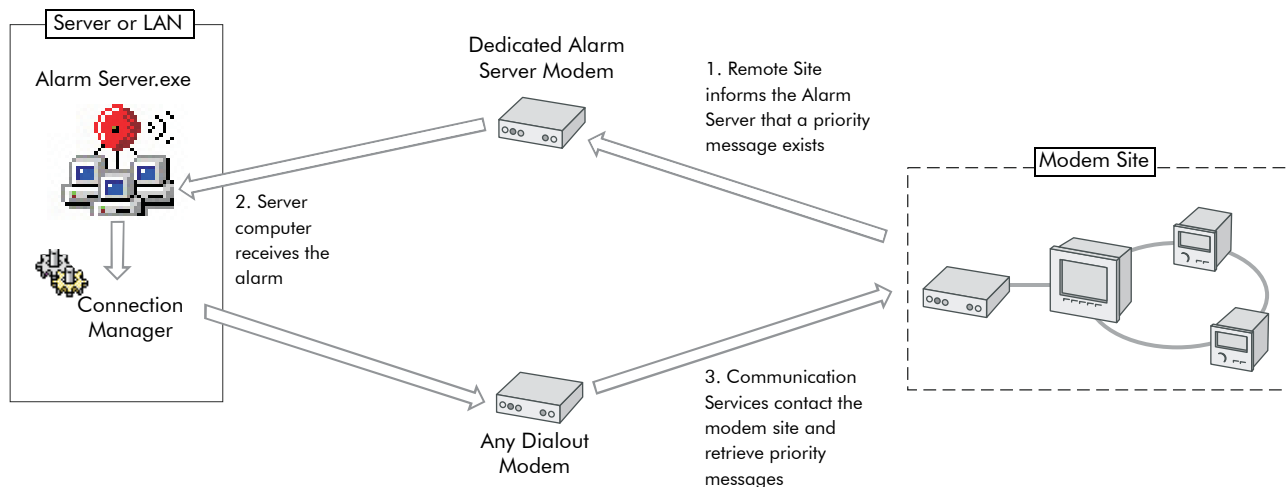 Server or LAN
Alarm Server.exe
Dedicated Alarm
Server Modem
1. Remote Site
informs the Alarm
Server that a priority
message exists
Modem Site
2. Server
computer
receives the
alarm
Connection
Manager
Any Dialout
Modem
3. Communication
Services contact the
modem site and
retrieve priority
messages